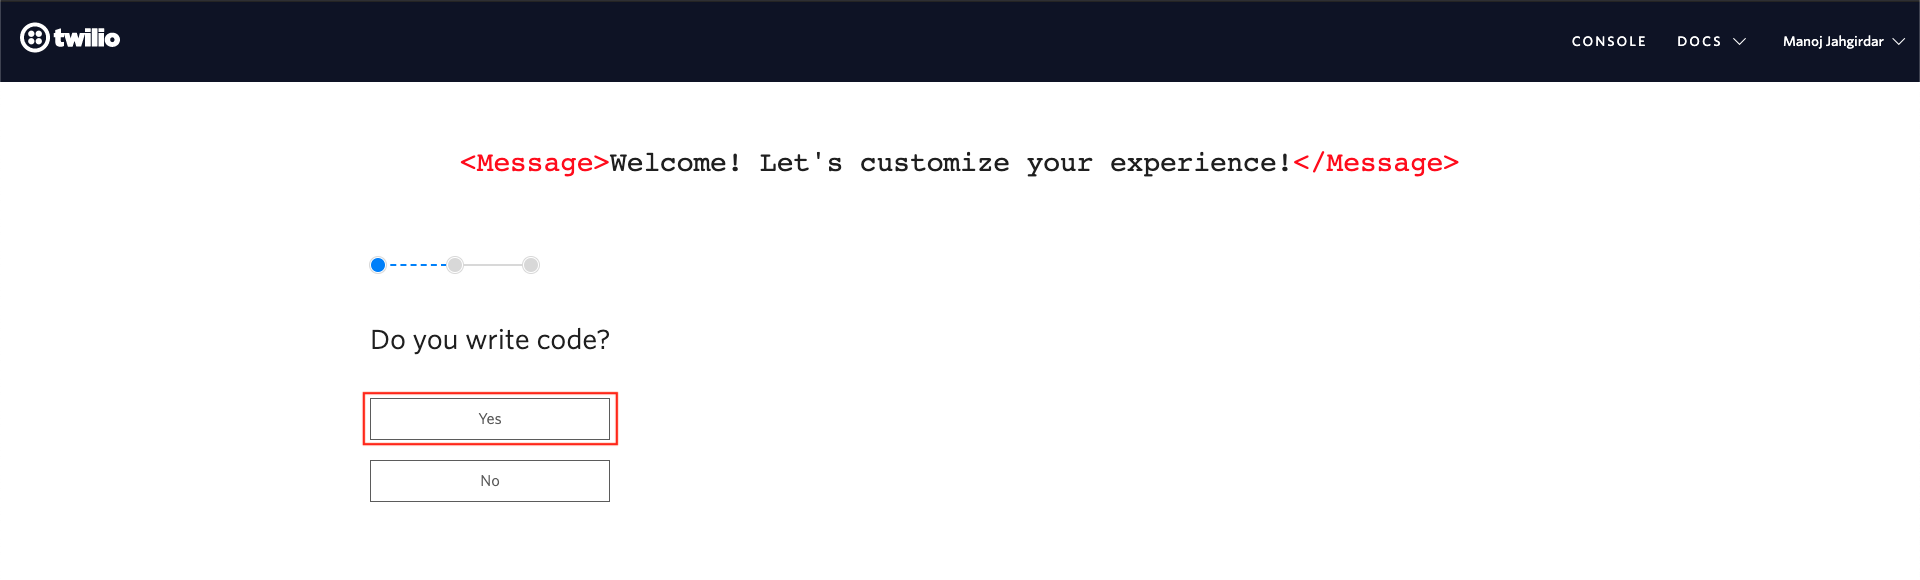 twilio
CONSOLE DOCS Manoj Jahgirdar
<Message>Welcome! Let's customize your experience!</Message>
Do you write code?
Yes
No